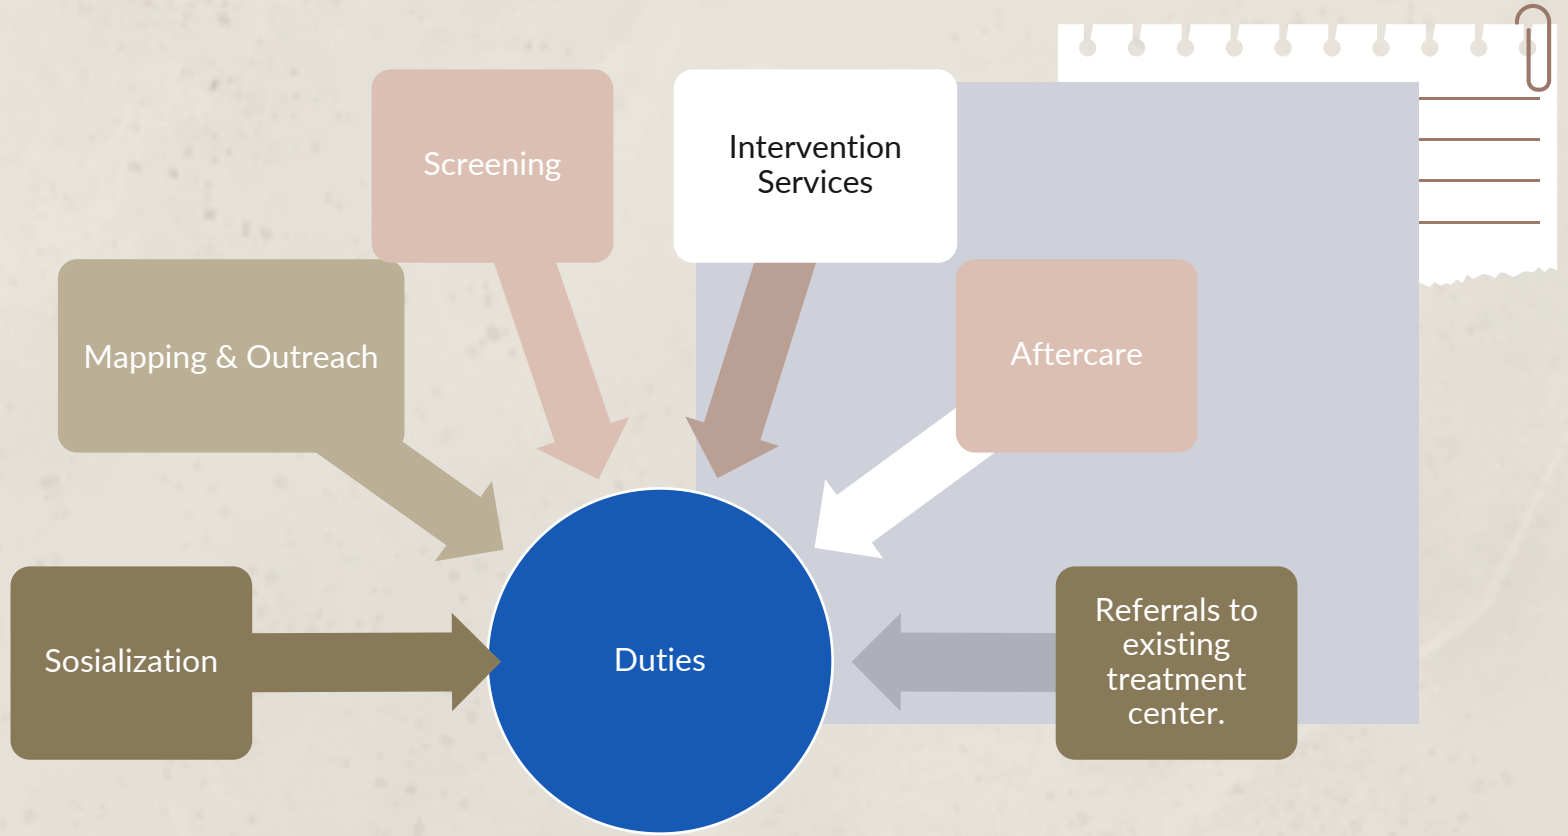 Screening
Intervention
Services
Mapping & Outreach
Aftercare
Sosialization
Duties
Referrals to
existing
treatment
center.